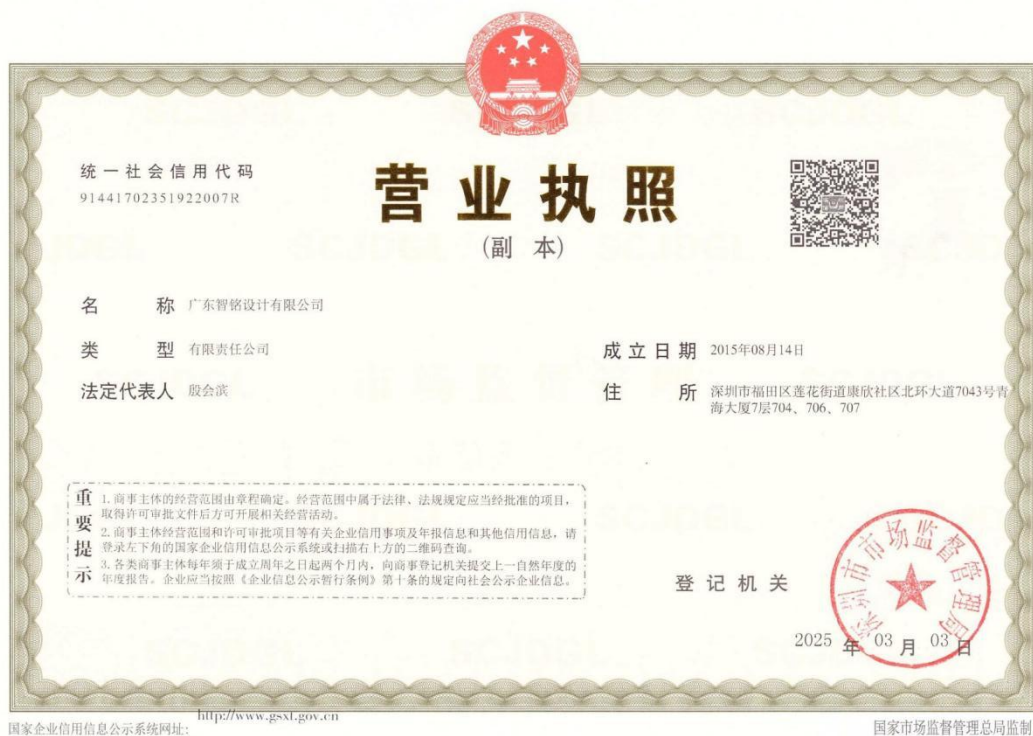 统一社会信用代码
91441702351922007R
营业执照
(副 本)
名 称 广东智铭设计有限公司
类 型 有限责任公司
法定代表人 殷会滨
成立日期 2015年08月14日
住 所 深圳市福田区莲花街道康欣社区北环大道7043号青
海大厦7层704、706、707
重要提示
1. 商事主体的经营范围由章程确定。经营范围中属于法律、法规规定应当经批准的项目,
取得许可审批文件后方可开展相关经营活动。
2. 商事主体经营范围和许可审批项目等有关企业信用事项及年报信息和其他信用信息,请
登录左下角的国家企业信用信息公示系统或扫描右上方的二维码查询。
3. 各类商事主体每年须于成立周年之日起两个月内,向商事登记机关提交上一自然年度的
年度报告。企业应当按照《企业信息公示暂行条例》第十条的规定向社会公示企业信息。
登记机关
深圳市市场监督管理局
2025 年 03 月 03 日
国家企业信用信息公示系统网址: http://www.gsxt.gov.cn
国家市场监督管理总局监制